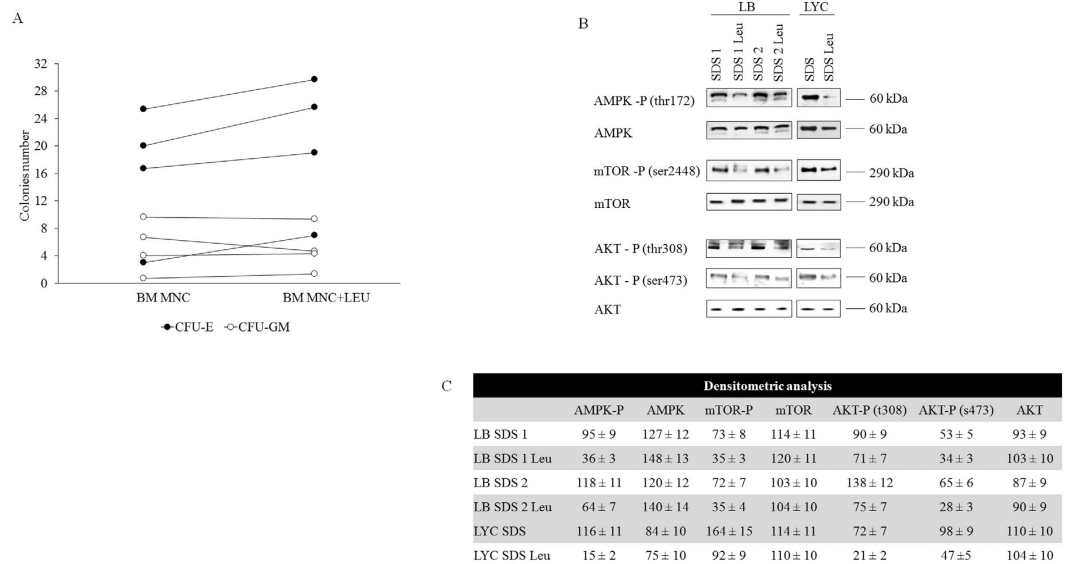 A
Colonies number
32
28
24
20
16
12
8
4
0
BM MNC
BM MNC+LEU
CFU-E
CFU-GM
B
LB
LYC
SDS 1
SDS 1 Leu
SDS 2
SDS 2 Leu
SDS
SDS Leu
AMPK -P (thr172)
60 kDa
AMPK
60 kDa
mTOR -P (ser2448)
290 kDa
mTOR
290 kDa
AKT - P (thr308)
60 kDa
AKT - P (ser473)
60 kDa
AKT
60 kDa
C
Densitometric analysis
AMPK-P AMPK mTOR-P mTOR AKT-P (t308) AKT-P (s473) AKT
LB SDS 1 95 ± 9 127 ± 12 73 ± 8 114 ± 11 90 ± 9 53 ± 5 93 ± 9
LB SDS 1 Leu 36 ± 3 148 ± 13 35 ± 3 120 ± 11 71 ± 7 34 ± 3 103 ± 10
LB SDS 2 118 ± 11 120 ± 12 72 ± 7 103 ± 10 138 ± 12 65 ± 6 87 ± 9
LB SDS 2 Leu 64 ± 7 140 ± 14 35 ± 4 104 ± 10 75 ± 7 28 ± 3 90 ± 9
LYC SDS 116 ± 11 84 ± 10 164 ± 15 114 ± 11 72 ± 7 98 ± 9 110 ± 10
LYC SDS Leu 15 ± 2 75 ± 10 92 ± 9 110 ± 10 21 ± 2 47 ±5 104 ± 10